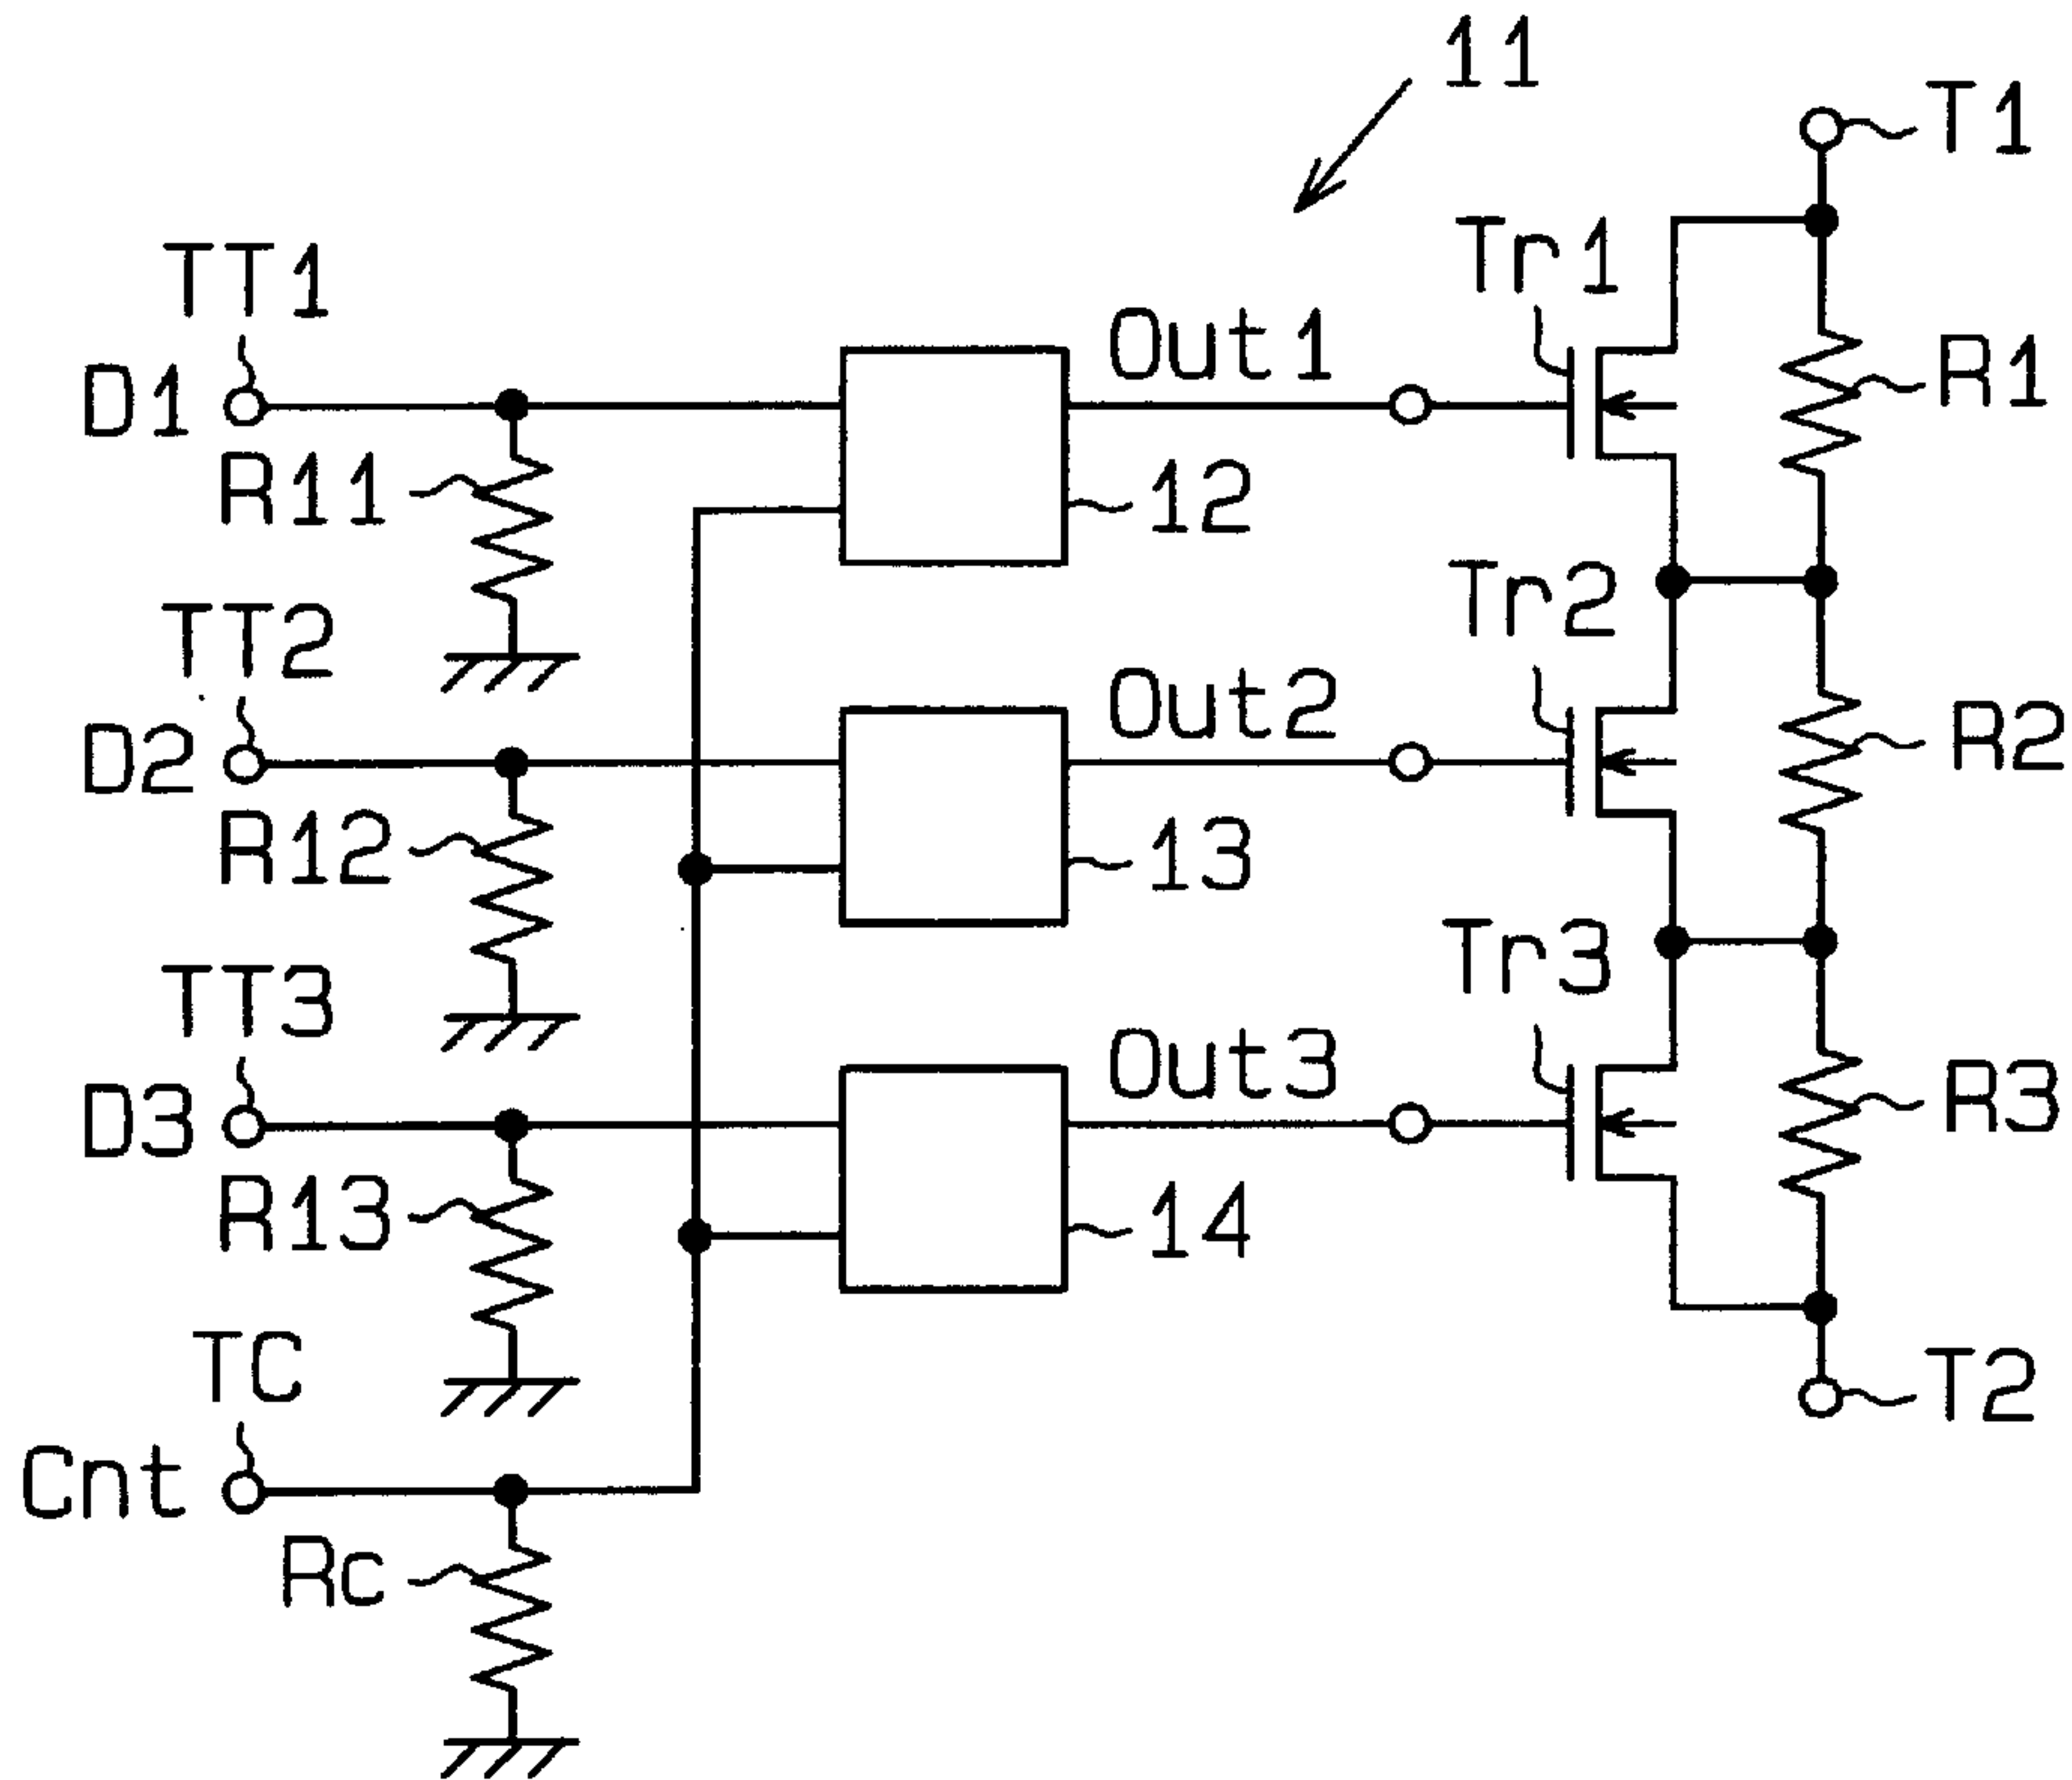 11
T1
Tr1
TT1
Out1
R1
D1
R11
12
Tr2
TT2
Out2
R2
D2
R12
13
Tr3
TT3
Out3
R3
D3
R13
14
TC
T2
Cnt
Rc